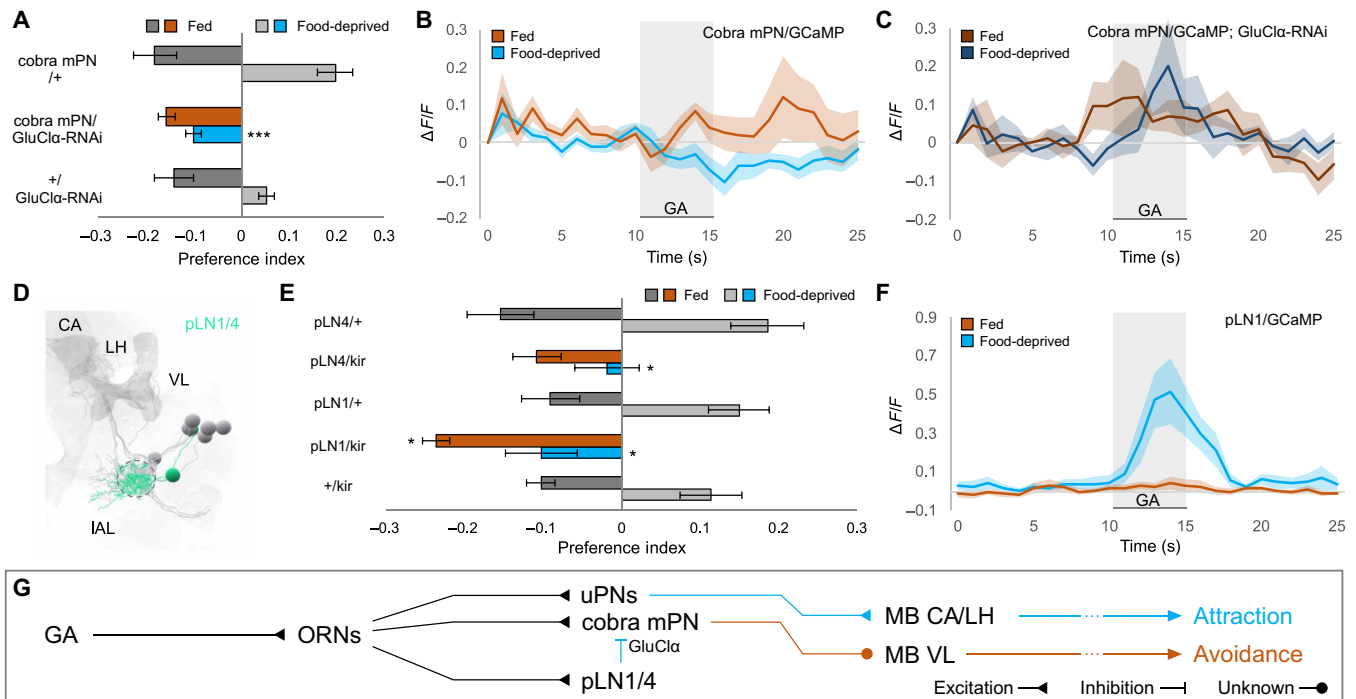 A
Fed
Food-deprived
cobra mPN
/+
cobra mPN/
GluClα-RNAi
***
+/
GluClα-RNAi
–0.3
–0.2
–0.1
0
0.1
0.2
0.3
Preference index
B
Cobra mPN/GCaMP
Fed
Food-deprived
0.3
0.2
0.1
0
–0.1
–0.2
ΔF/F
GA
0
5
10
15
20
25
Time (s)
C
Cobra mPN/GCaMP; GluClα-RNAi
Fed
Food-deprived
0.3
0.2
0.1
0
–0.1
–0.2
ΔF/F
GA
0
5
10
15
20
25
Time (s)
D
pLN1/4
CA
LH
VL
lAL
E
Fed
Food-deprived
pLN4/+
pLN4/kir
*
pLN1/+
pLN1/kir
*
*
+/kir
–0.3
–0.2
–0.1
0
0.1
0.2
0.3
Preference index
F
pLN1/GCaMP
Fed
Food-deprived
0.9
0.7
0.5
0.3
0.1
–0.1
ΔF/F
GA
0
5
10
15
20
25
Time (s)
G
GA
ORNs
uPNs
cobra mPN
GluClα
pLN1/4
MB CA/LH
...
Attraction
MB VL
...
Avoidance
Excitation
Inhibition
Unknown